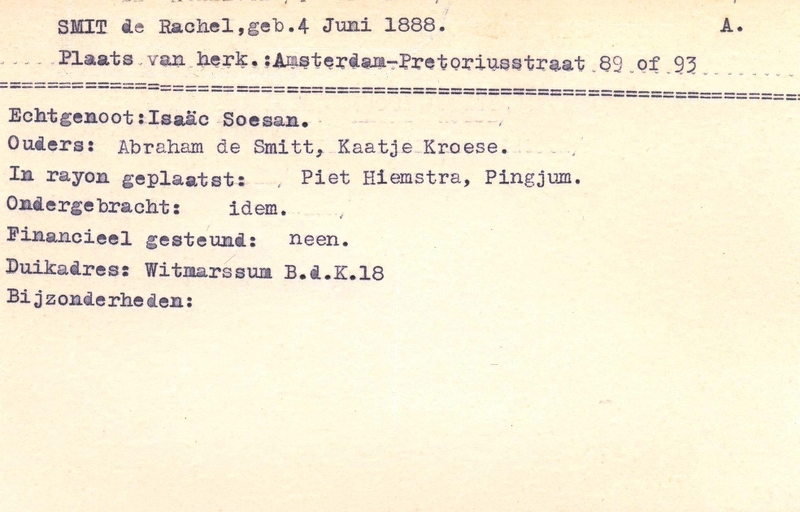 SMIT de Rachel,geb.4 Juni 1888. A.
Plaats van herk.:Amsterdam-Pretoriusstraat 89 of 93
================================================
Echtgenoot:Isaäc Soesan.
Ouders: Abraham de Smitt, Kaatje Kroese.
In rayon geplaatst: Piet Hiemstra, Pingjum.
Ondergebracht: idem.
Financieel gesteund: neen.
Duikadres: Witmarssum B.d.K.18
Bijzonderheden: